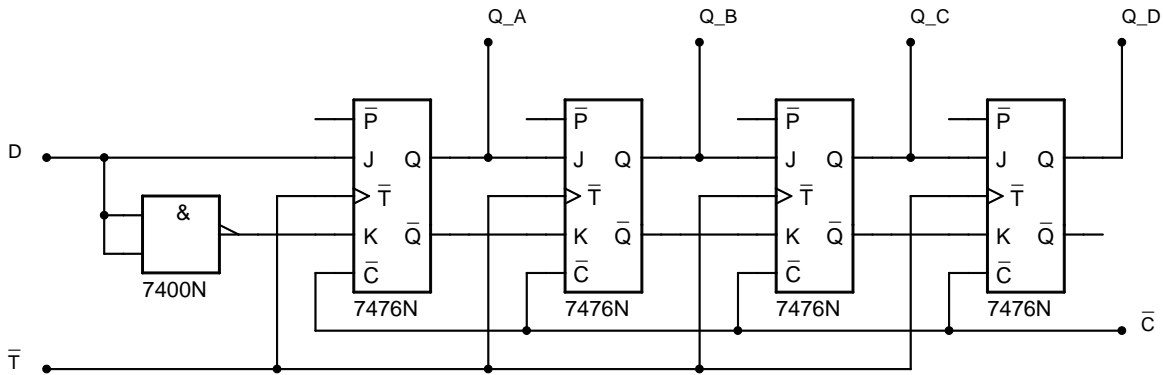 Q_A
Q_B
Q_C
Q_D
P̅
P̅
P̅
P̅
D
J Q
J Q
J Q
J Q
T̅
T̅
T̅
T̅
&
K Q̅
K Q̅
K Q̅
K Q̅
C̅
C̅
C̅
C̅
7400N
7476N
7476N
7476N
7476N
C̅
T̅